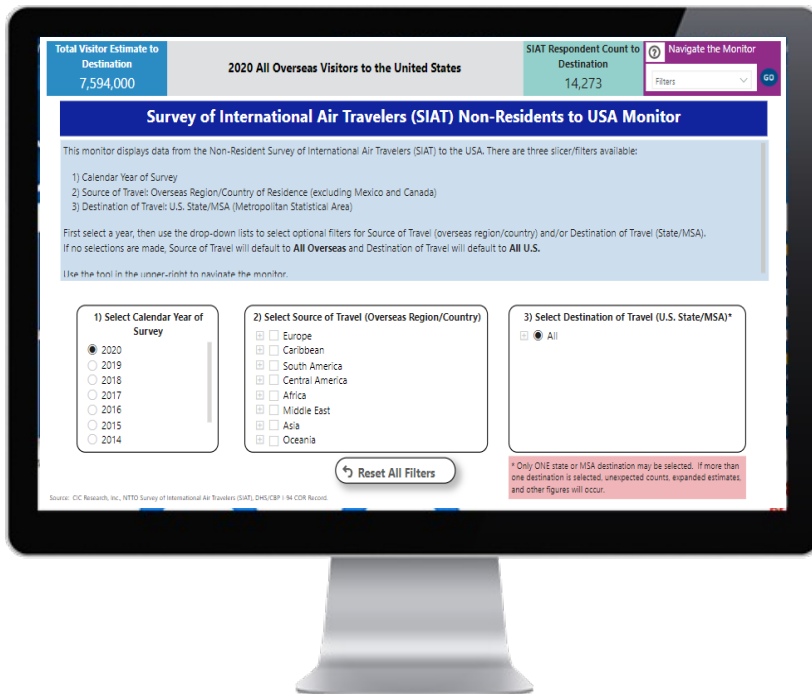 Total Visitor Estimate to
Destination
7,594,000
2020 All Overseas Visitors to the United States
SIAT Respondent Count to
Destination
14,273
Navigate the Monitor
Filters
GO
Survey of International Air Travelers (SIAT) Non-Residents to USA Monitor
This monitor displays data from the Non-Resident Survey of International Air Travelers (SIAT) to the USA. There are three slicer/filters available:
1) Calendar Year of Survey
2) Source of Travel: Overseas Region/Country of Residence (excluding Mexico and Canada)
3) Destination of Travel: U.S. State/MSA (Metropolitan Statistical Area)
First select a year, then use the drop-down lists to select optional filters for Source of Travel (overseas region/country) and/or Destination of Travel (State/MSA).
If no selections are made, Source of Travel will default to All Overseas and Destination of Travel will default to All U.S.
Use the tool in the upper-right to navigate the monitor.
1) Select Calendar Year of
Survey
2020
2019
2018
2017
2016
2015
2014
2) Select Source of Travel (Overseas Region/Country)
Europe
Caribbean
South America
Central America
Africa
Middle East
Asia
Oceania
3) Select Destination of Travel (U.S. State/MSA)*
All
Reset All Filters
* Only ONE state or MSA destination may be selected. If more than
one destination is selected, unexpected counts, expanded estimates,
and other figures will occur.
Source: CIC Research, Inc., NTTO Survey of International Air Travelers (SIAT), DHS/CBP I-94 COR Record.